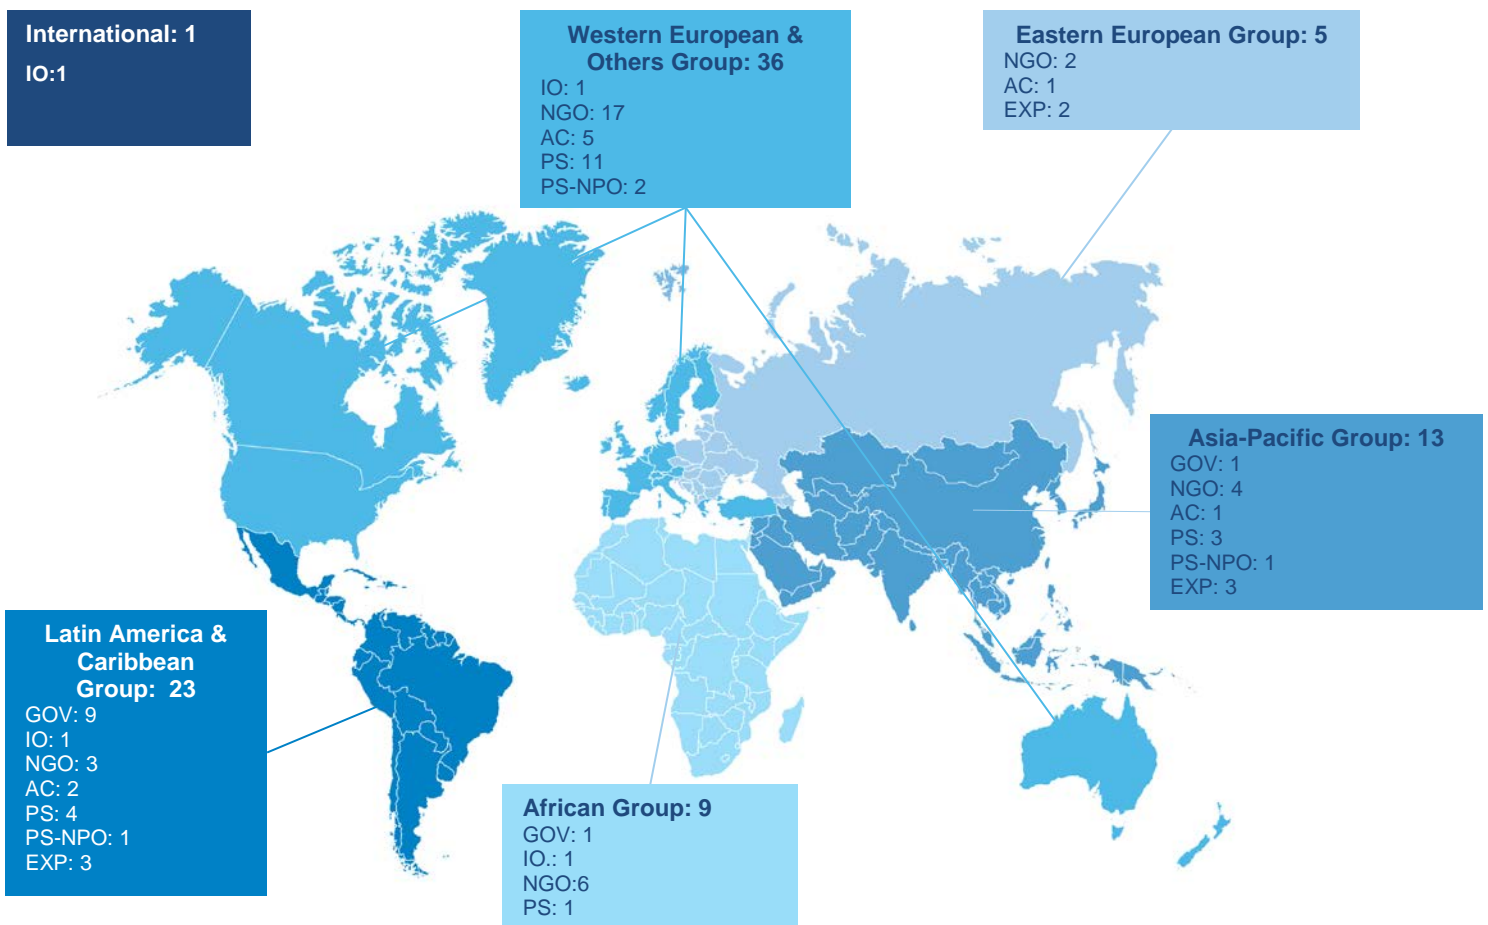 International: 1
IO:1
Western European &
Others Group: 36
IO: 1
NGO: 17
AC: 5
PS: 11
PS-NPO: 2
Eastern European Group: 5
NGO: 2
AC: 1
EXP: 2
Asia-Pacific Group: 13
GOV: 1
NGO: 4
AC: 1
PS: 3
PS-NPO: 1
EXP: 3
Latin America &
Caribbean
Group: 23
GOV: 9
IO: 1
NGO: 3
AC: 2
PS: 4
PS-NPO: 1
EXP: 3
African Group: 9
GOV: 1
IO.: 1
NGO:6
PS: 1